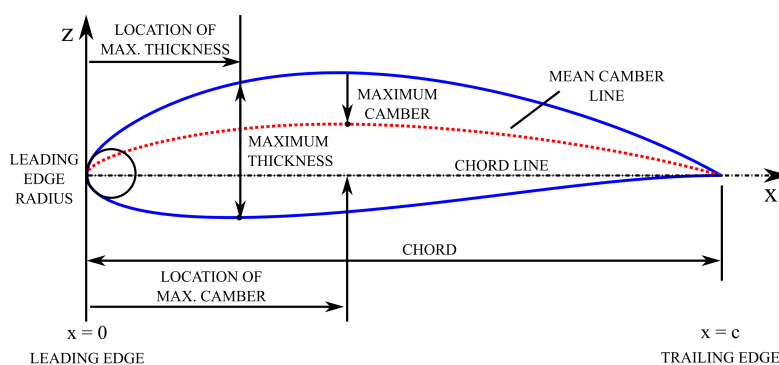 Z
LOCATION OF
MAX. THICKNESS
MEAN CAMBER
LINE
MAXIMUM
CAMBER
MAXIMUM
THICKNESS
LEADING
EDGE
RADIUS
CHORD LINE
X
CHORD
LOCATION OF
MAX. CAMBER
x = 0
LEADING EDGE
x = c
TRAILING EDGE